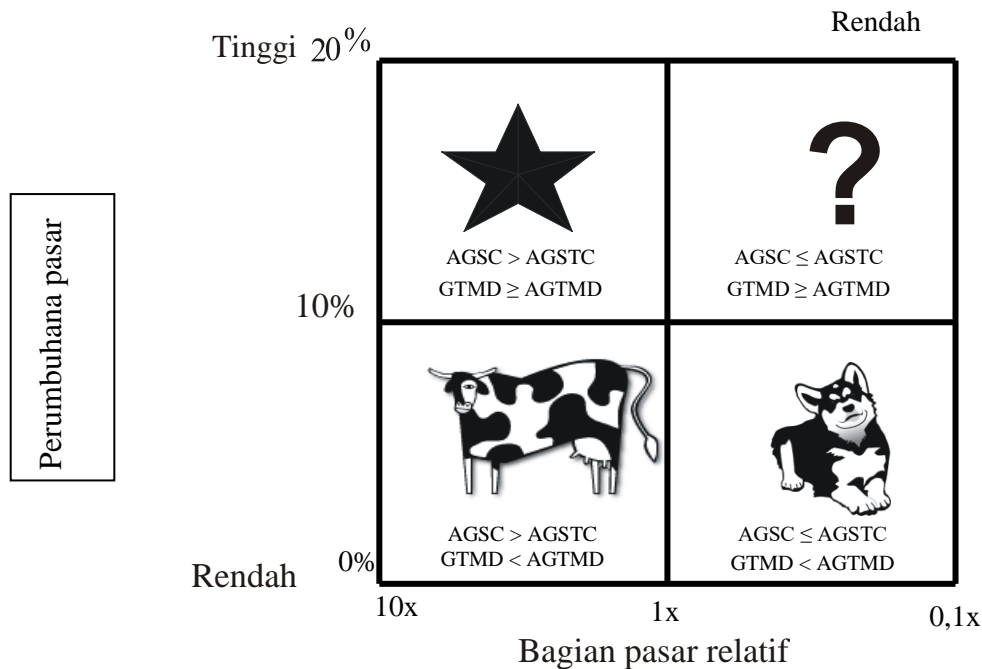 Rendah
Tinggi 20%
?
AGSC > AGSTC
GTMD ≥ AGTMD
AGSC ≤ AGSTC
GTMD ≥ AGTMD
10%
Perumbuhana pasar
AGSC > AGSTC
GTMD < AGTMD
AGSC ≤ AGSTC
GTMD < AGTMD
Rendah 0%
10x 1x 0,1x
Bagian pasar relatif